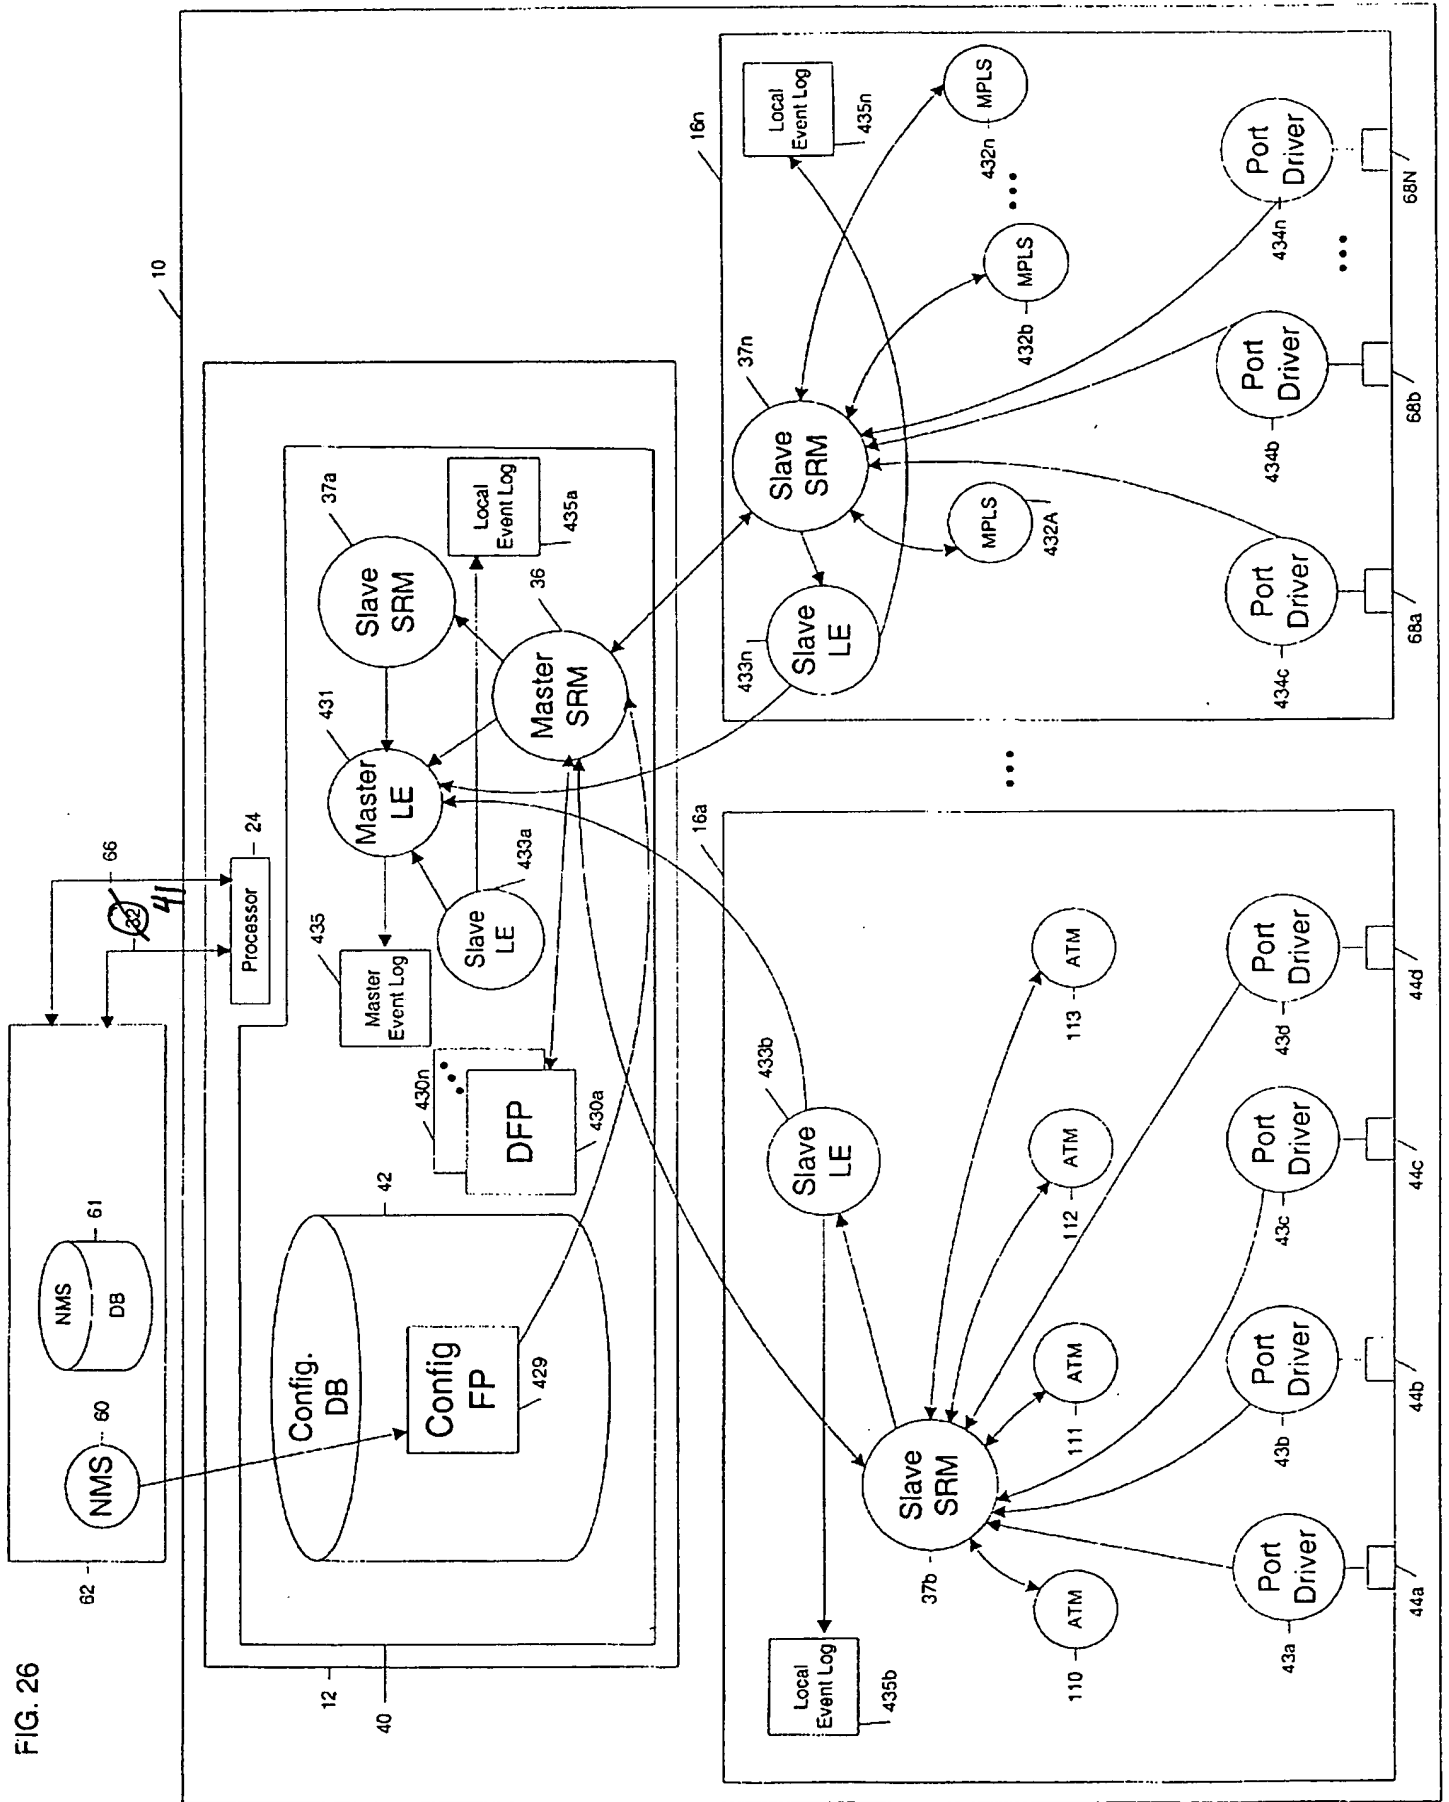 FIG. 26
62
NMS
60
NMS
DB
61
32
41
66
10
12
40
Processor
24
Config.
DB
42
Config
FP
429
DFP
430a
430n
Master
Event Log
435
Slave
LE
433a
Master
LE
431
Slave
SRM
37a
Master
SRM
36
Local
Event Log
435a
16a
Local
Event Log
435b
Slave
LE
433b
Slave
SRM
37b
ATM
110
ATM
111
ATM
112
ATM
113
Port
Driver
43a
Port
Driver
43b
Port
Driver
43c
Port
Driver
43d
44a
44b
44c
44d
16n
Slave
LE
433n
Slave
SRM
37n
Local
Event Log
435n
MPLS
432A
MPLS
432b
MPLS
432n
Port
Driver
434c
Port
Driver
434b
Port
Driver
434n
68a
68b
68N